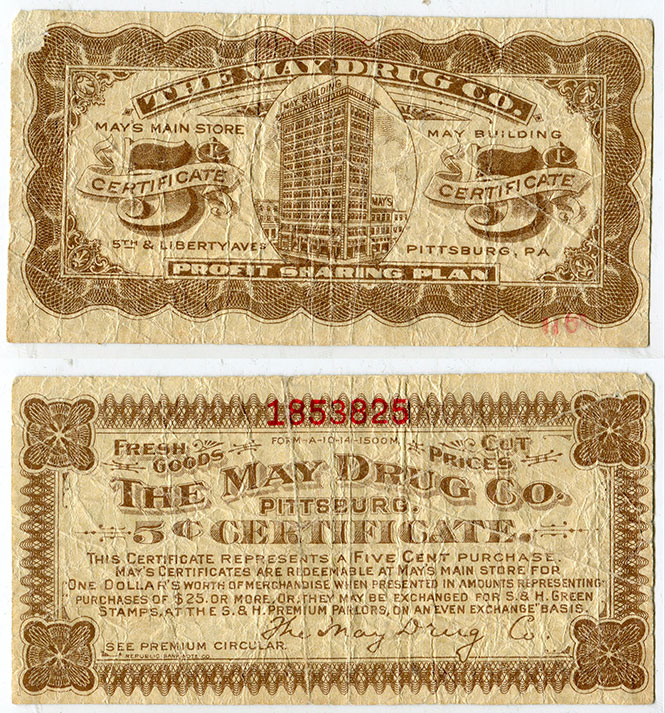 THE MAY DRUG CO.
MAY'S MAIN STORE
MAY BUILDING
MAY BUILDING
5¢
CERTIFICATE
MAY'S
5¢
CERTIFICATE
5TH & LIBERTY AVES
PITTSBURG, PA
PROFIT SHARING PLAN
1853825
FRESH GOODS
FORM-A-10-14-1500M
CUT PRICES
THE MAY DRUG CO.
PITTSBURG.
5¢ CERTIFICATE.
THIS CERTIFICATE REPRESENTS A FIVE CENT PURCHASE.
MAY'S CERTIFICATES ARE REDEEMABLE AT MAY'S MAIN STORE FOR
ONE DOLLAR'S WORTH OF MERCHANDISE WHEN PRESENTED IN AMOUNTS REPRESENTING
PURCHASES OF $25. OR MORE, OR, THEY MAY BE EXCHANGED FOR S. & H. GREEN
STAMPS, AT THE S. & H. PREMIUM PARLORS, ON AN EVEN EXCHANGE BASIS.
The May Drug Co.
SEE PREMIUM CIRCULAR.
REPUBLIC BANK NOTE CO.